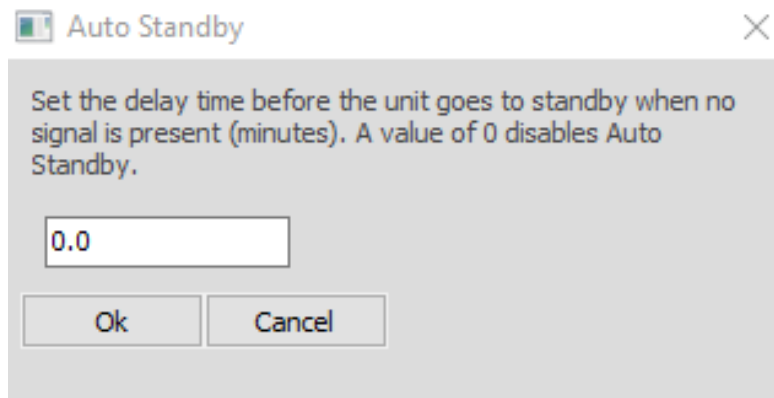 Auto Standby
Set the delay time before the unit goes to standby when no
signal is present (minutes). A value of 0 disables Auto
Standby.
0.0
Ok Cancel